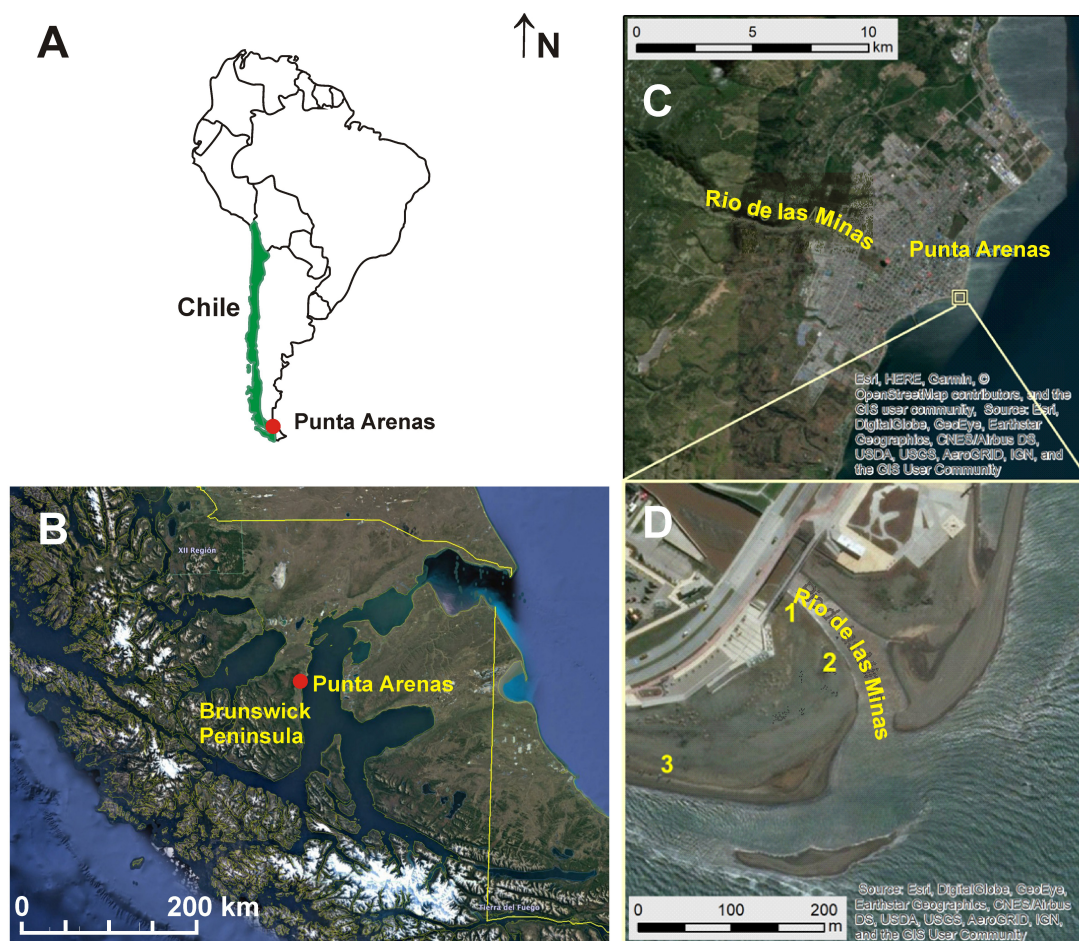 A
N
Chile
Punta Arenas
B
XII Región
Punta Arenas
Brunswick
Peninsula
Tierra del Fuego
0 200 km
0 5 10
km
C
Rio de las Minas
Punta Arenas
Esri, HERE, Garmin, ©
OpenStreetMap contributors, and the
GIS user community, Source: Esri,
DigitalGlobe, GeoEye, Earthstar
Geographics, CNES/Airbus DS,
USDA, USGS, AeroGRID, IGN, and
the GIS User Community
D
1
Rio de las Minas
2
3
0 100 200
m
Source: Esri, DigitalGlobe, GeoEye,
Earthstar Geographics, CNES/Airbus
DS, USDA, USGS, AeroGRID, IGN,
and the GIS User Community